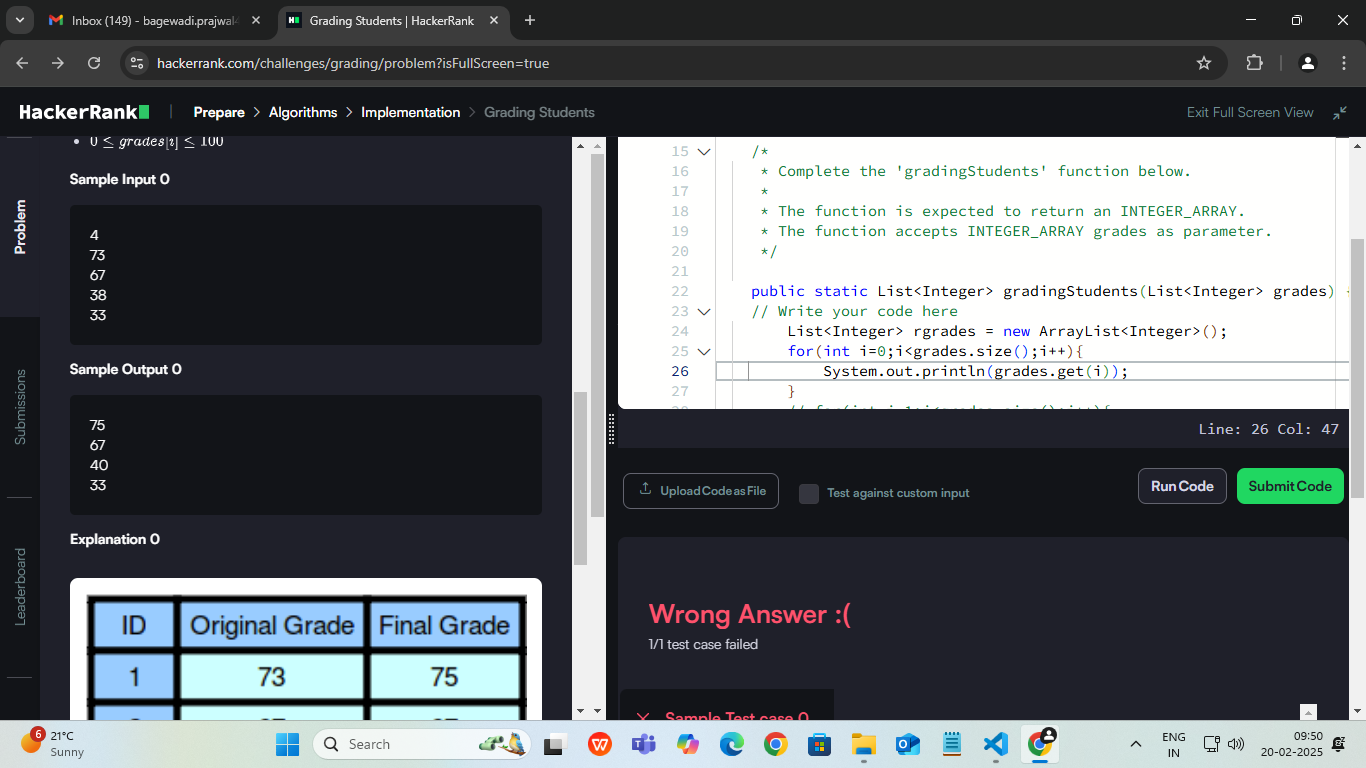 Inbox (149) - bagewadi.prajwal
Grading Students | HackerRank
hackerrank.com/challenges/grading/problem?isFullScreen=true
HackerRank
Prepare > Algorithms > Implementation > Grading Students
Exit Full Screen View
Problem
Submissions
Leaderboard
• 0 ≤ grades[i] ≤ 100
Sample Input 0
4
73
67
38
33
Sample Output 0
75
67
40
33
Explanation 0
ID Original Grade Final Grade
1 73 75
15 /*
16 * Complete the 'gradingStudents' function below.
17 *
18 * The function is expected to return an INTEGER_ARRAY.
19 * The function accepts INTEGER_ARRAY grades as parameter.
20 */
21
22 public static List<Integer> gradingStudents(List<Integer> grades) {
23 // Write your code here
24 List<Integer> rgrades = new ArrayList<Integer>();
25 for(int i=0;i<grades.size();i++){
26 System.out.println(grades.get(i));
27 }
Line: 26 Col: 47
Upload Code as File
Test against custom input
Run Code
Submit Code
Wrong Answer :(
1/1 test case failed
Sample Test case 0
6
21°C
Sunny
Search
ENG
IN
09:50
20-02-2025